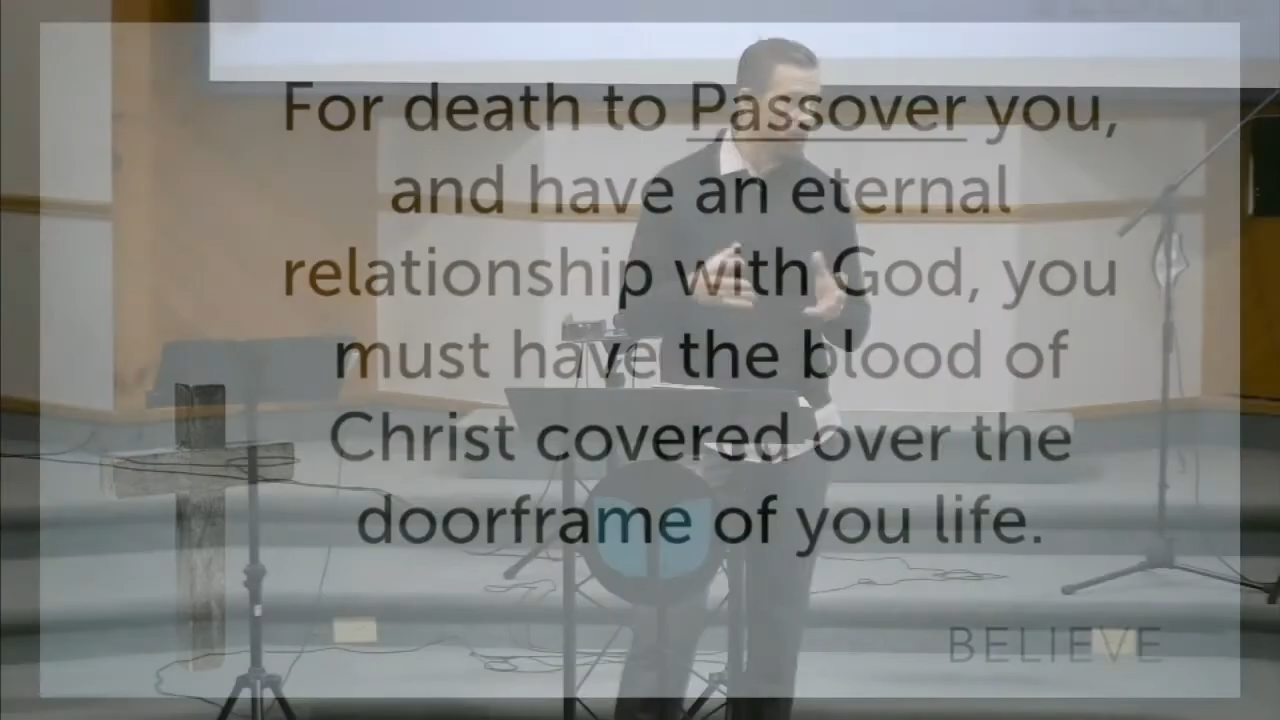 For death to Passover you,
and have an eternal
relationship with God, you
must have the blood of
Christ covered over the
doorframe of you life.
BELIEVE